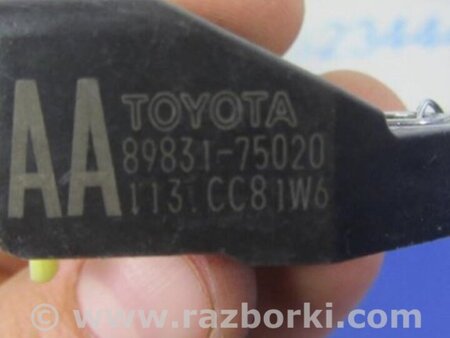 AA TOYOTA
89831-75020
113 CC81W6
© www.razborki.com